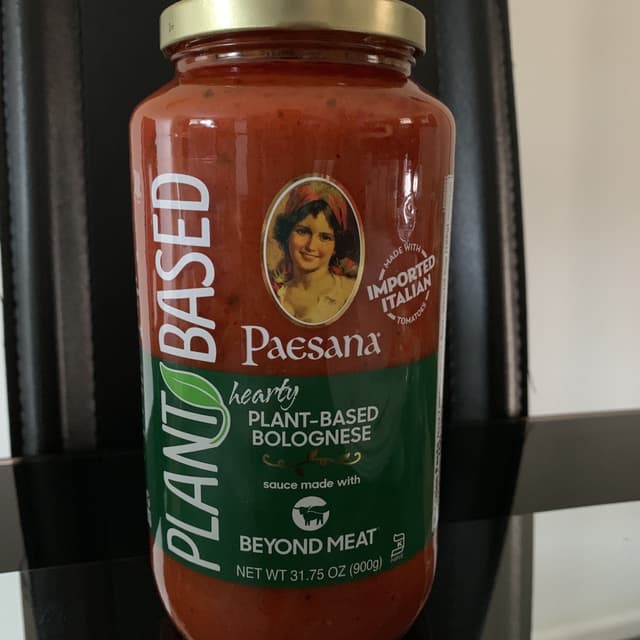 PLANT BASED
MADE WITH
IMPORTED
ITALIAN
TOMATOES
Paesana
hearty
PLANT-BASED
BOLOGNESE
sauce made with
BEYOND MEAT
NET WT 31.75 OZ (900g)